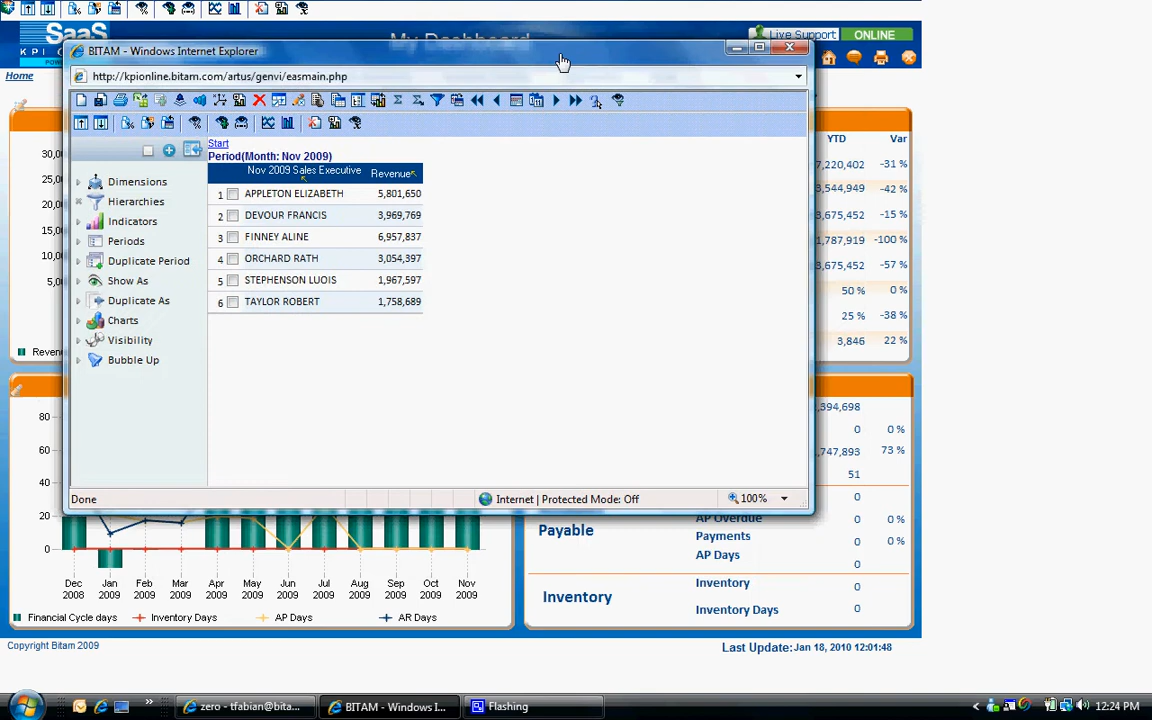 SaaS
My Dashboard
Live Support ONLINE
BITAM - Windows Internet Explorer
Home
http://kpionline.bitam.com/artus/genvi/easmain.php
YTD Var
Start
Period(Month: Nov 2009)
Nov 2009 Sales Executive Revenue
1 APPLETON ELIZABETH 5,801,650
2 DEVOUR FRANCIS 3,969,769
3 FINNEY ALINE 6,957,837
4 ORCHARD RATH 3,054,397
5 STEPHENSON LUOIS 1,967,597
6 TAYLOR ROBERT 1,758,689
Dimensions
Hierarchies
Indicators
Periods
Duplicate Period
Show As
Duplicate As
Charts
Visibility
Bubble Up
30,
25,
20,
15,
10,
5,
7,220,402 -31 %
3,544,949 -42 %
3,675,452 -15 %
1,787,919 -100 %
3,675,452 -57 %
50 % 0 %
25 % -38 %
3,846 22 %
394,698
0 0 %
747,893 73 %
51
0
Done
Internet | Protected Mode: Off
100%
80
60
40
20
0
Dec 2008 Jan 2009 Feb 2009 Mar 2009 Apr 2009 May 2009 Jun 2009 Jul 2009 Aug 2009 Sep 2009 Oct 2009 Nov 2009
Financial Cycle days Inventory Days AP Days AR Days
Payable
AP Overdue 0 0 %
Payments 0 0 %
AP Days 0
Inventory
Inventory 0
Inventory Days 0
Copyright Bitam 2009
Last Update:Jan 18, 2010 12:01:48
zero - tfabian@bita...
BITAM - Windows I...
Flashing
12:24 PM